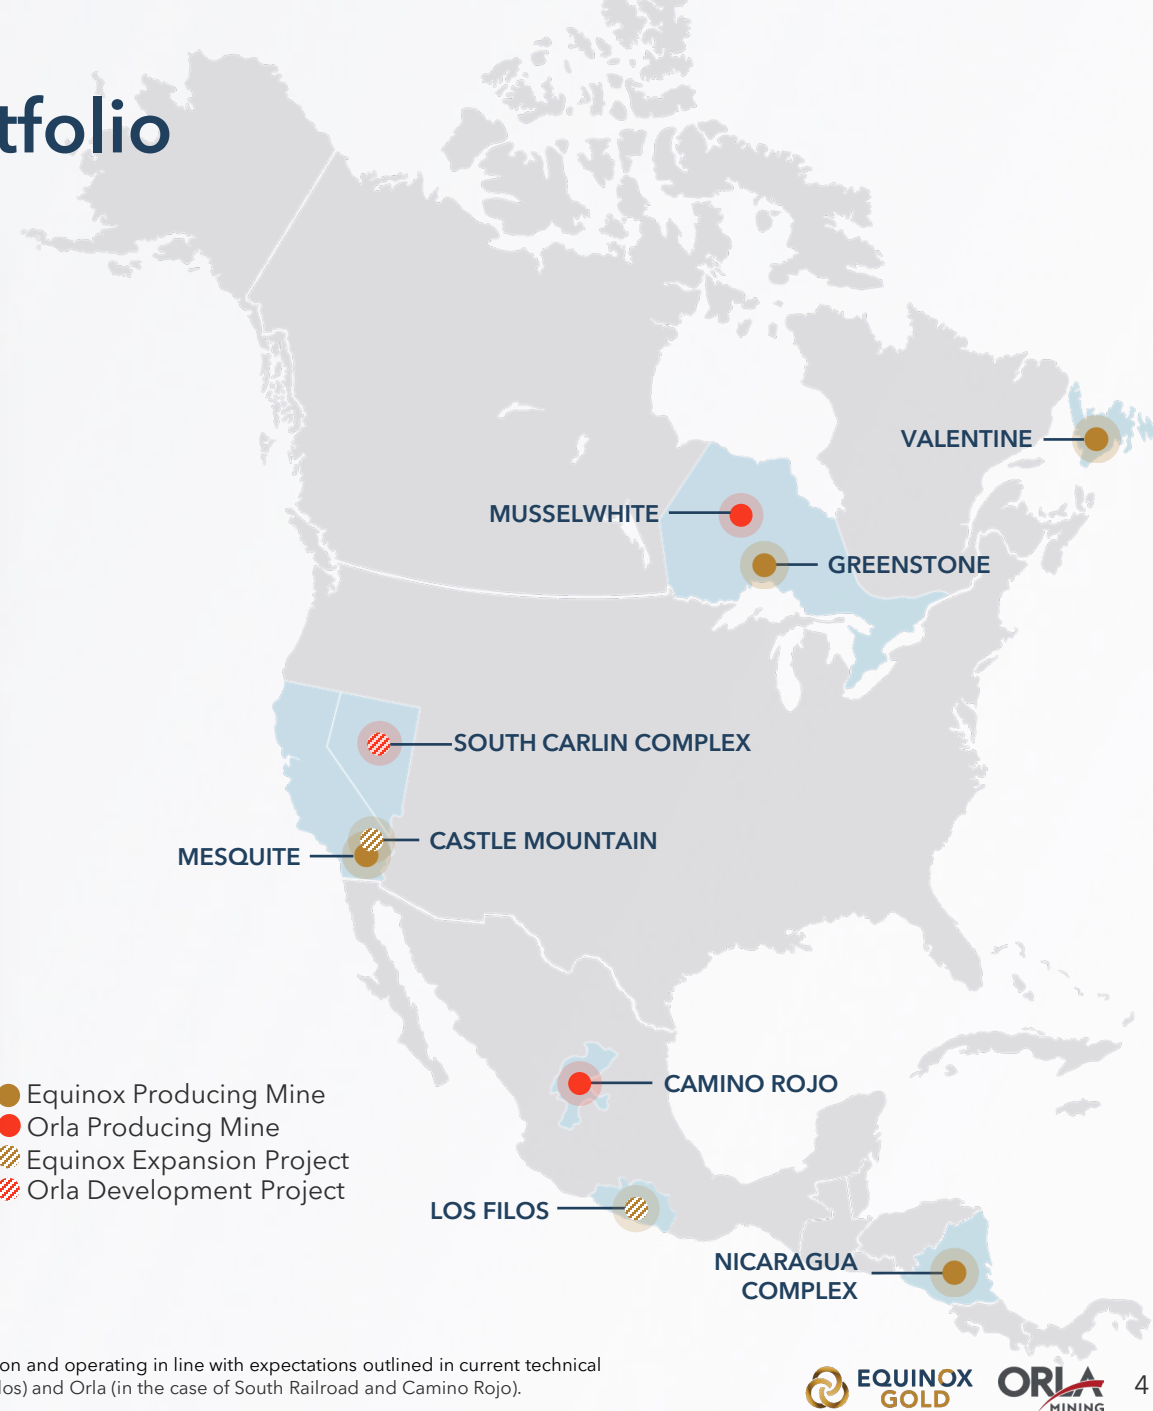 tfolio
VALENTINE
MUSSELWHITE
GREENSTONE
SOUTH CARLIN COMPLEX
CASTLE MOUNTAIN
MESQUITE
CAMINO ROJO
Equinox Producing Mine
Orla Producing Mine
Equinox Expansion Project
Orla Development Project
LOS FILOS
NICARAGUA
COMPLEX
on and operating in line with expectations outlined in current technical
los) and Orla (in the case of South Railroad and Camino Rojo).
EQUINOX
GOLD
ORLA
MINING
4